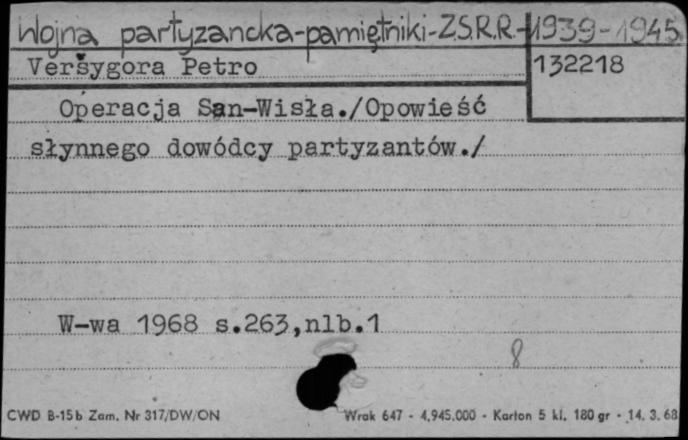 Wojna partyzancka-pamiętniki-Z.S.R.R.-1939-1945
Veršygora Petro 132218
Operacja San-Wisła./Opowieść
słynnego dowódcy partyzantów./
W-wa 1968 s.263,nlb.1
8
CWD B-15b Zam. Nr 317/DW/ON Wrak 647 - 4.945.000 - Karton 5 kl. 180 gr - 14. 3. 68